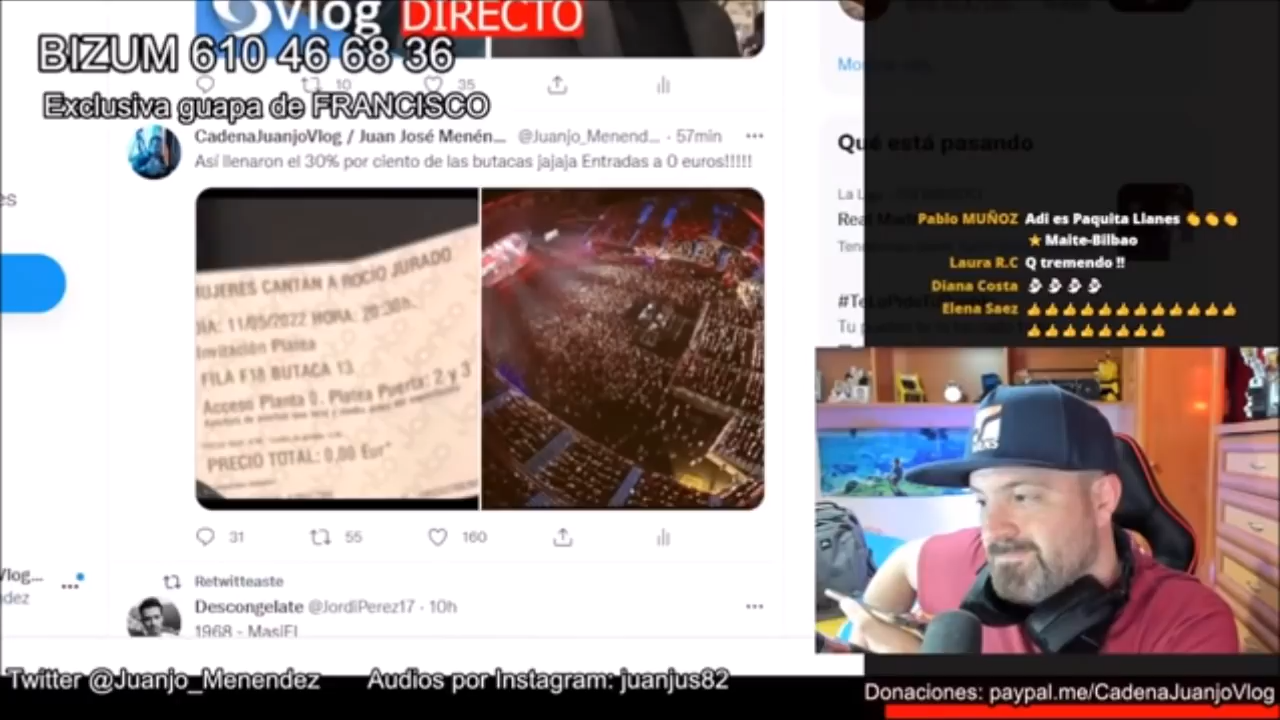 Vlog DIRECTO
BIZUM 610 46 68 36
10
35
Exclusiva guapa de FRANCISCO
CadenaJuanjoVlog / Juan José Menén... @Juanjo_Menend... · 57min
Así llenaron el 30% por ciento de las butacas jajaja Entradas a 0 euros!!!!!
MUJERES CANTAN A ROCIO JURADO
DIA: 11/05/2022 HORA: 20:30h.
Invitación Platea
FILA F18 BUTACA 13
Acceso Planta 0. Platea Puerta: 2 y 3
PRECIO TOTAL: 0,00 Eur*
31
55
160
Retwitteaste
Descongelate @JordiPerez17 · 10h
Vlog...
Qué está pasando
Pablo MUÑOZ Adi es Paquita Llanes 👏👏👏
⭐ Maite-Bilbao
Laura R.C Q tremendo !!
Diana Costa
Elena Saez 👍👍👍👍👍👍👍👍👍👍👍👍
👍👍👍👍👍👍👍👍
Twitter @Juanjo_Menendez
Audios por Instagram: juanjus82
Donaciones: paypal.me/CadenaJuanjoVlog